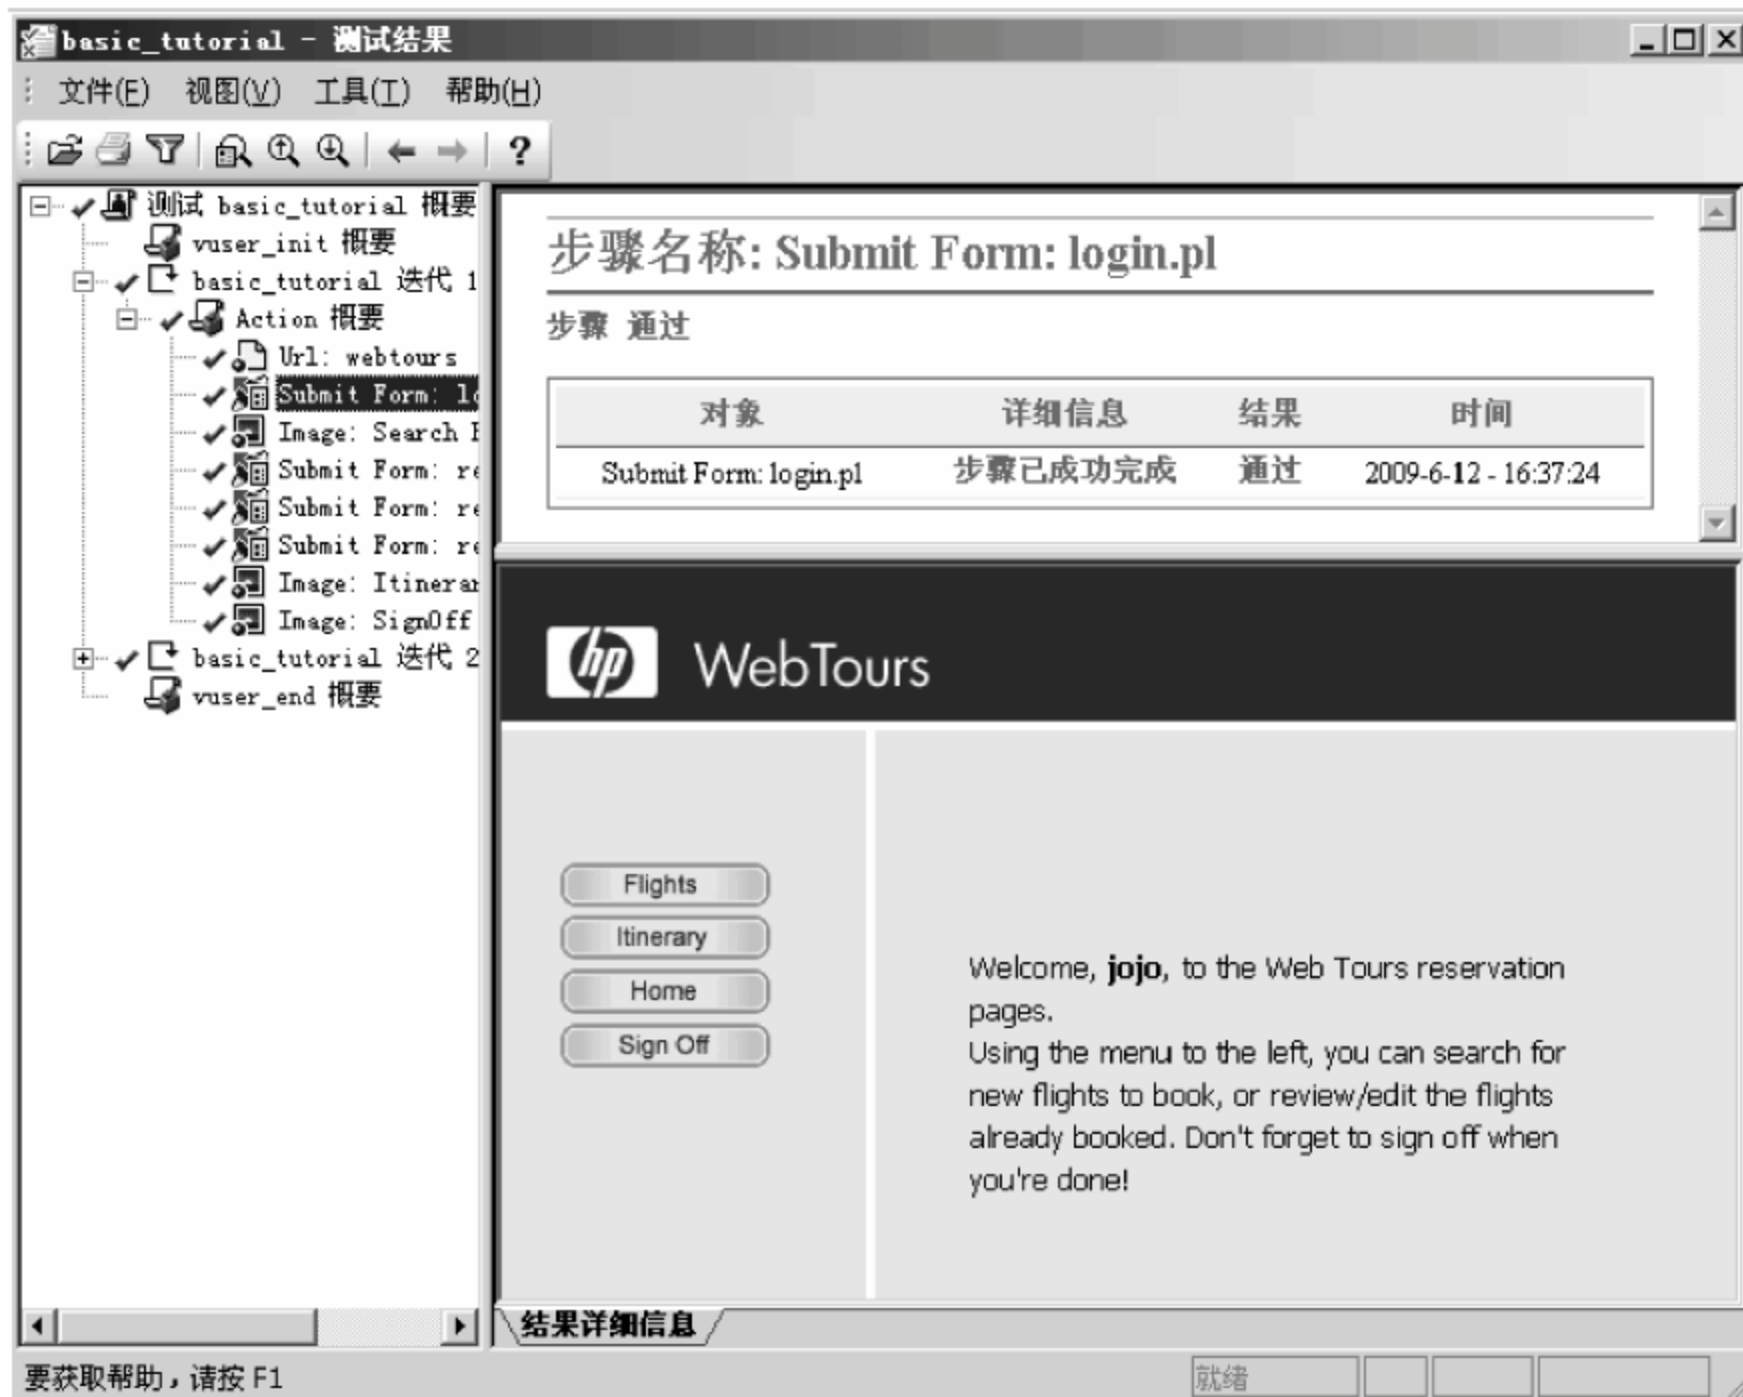 basic_tutorial - 测试结果
文件(F) 视图(V) 工具(T) 帮助(H)
?
测试 basic_tutorial 概要
vuser_init 概要
basic_tutorial 迭代 1
Action 概要
Url: webtours
Submit Form: lo
Image: Search
Submit Form: re
Submit Form: re
Submit Form: re
Image: Itinerar
Image: SignOff
basic_tutorial 迭代 2
vuser_end 概要
步骤名称: Submit Form: login.pl
步骤 通过
对象 详细信息 结果 时间
Submit Form: login.pl 步骤已成功完成 通过 2009-6-12 - 16:37:24
hp WebTours
Flights
Itinerary
Home
Sign Off
Welcome, jojo, to the Web Tours reservation
pages.
Using the menu to the left, you can search for
new flights to book, or review/edit the flights
already booked. Don't forget to sign off when
you're done!
结果详细信息
要获取帮助，请按 F1
就绪